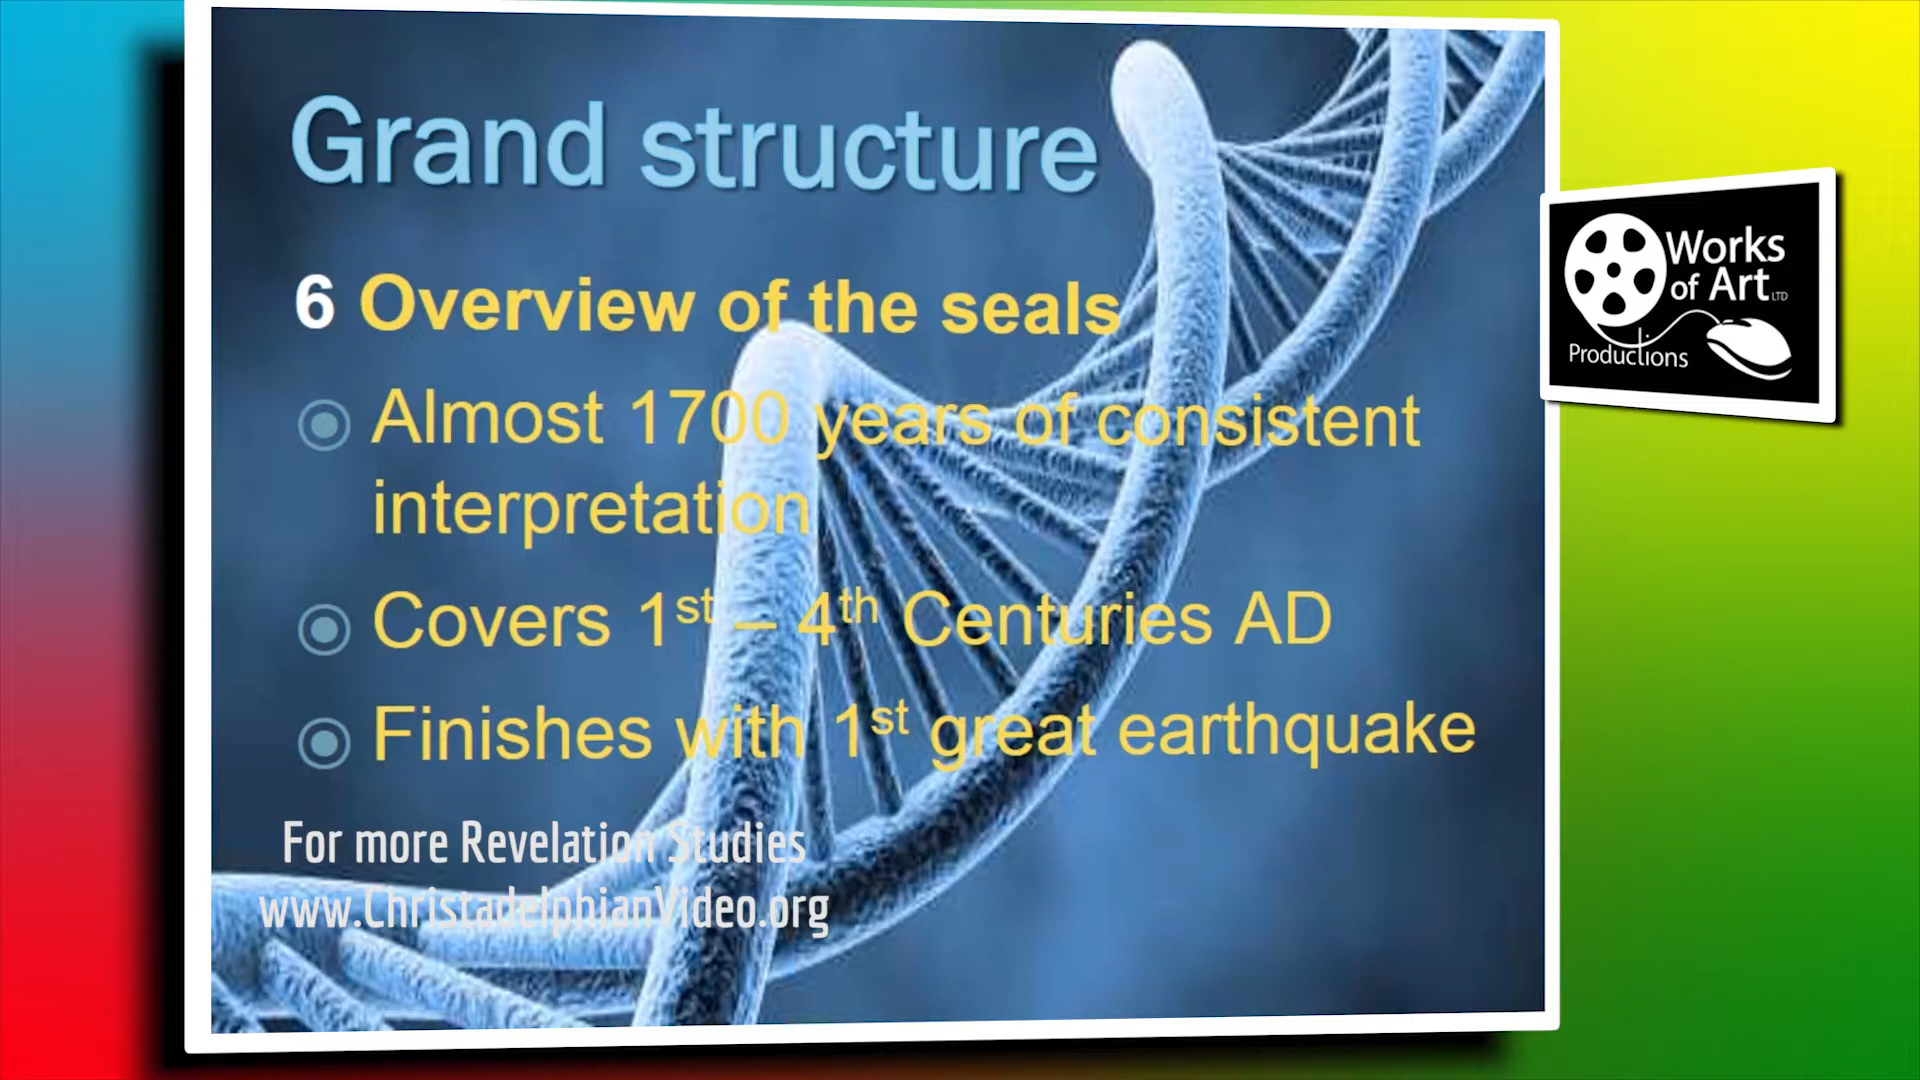 Grand structure
6 Overview of the seals
Almost 1700 years of consistent
interpretation
Covers 1st – 4th Centuries AD
Finishes with 1st great earthquake
For more Revelation Studies
www.ChristadelphianVideo.org
Works
of Art LTD
Productions